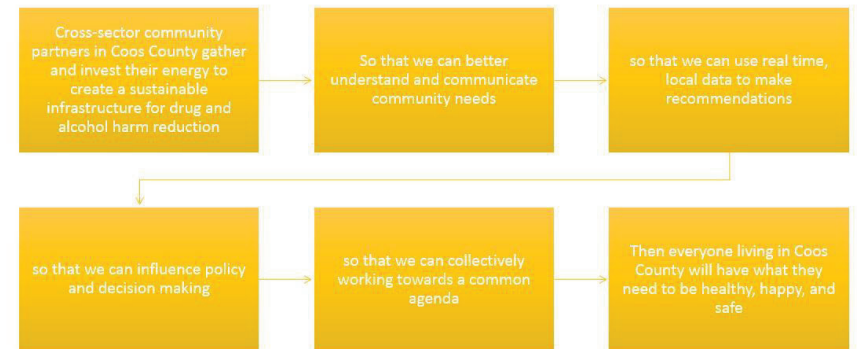 Cross-sector community
partners in Coos County gather
and invest their energy to
create a sustainable
infrastructure for drug and
alcohol harm reduction
So that we can better
understand and communicate
community needs
so that we can use real time,
local data to make
recommendations
so that we can influence policy
and decision making
so that we can collectively
working towards a common
agenda
Then everyone living in Coos
County will have what they
need to be healthy, happy, and
safe